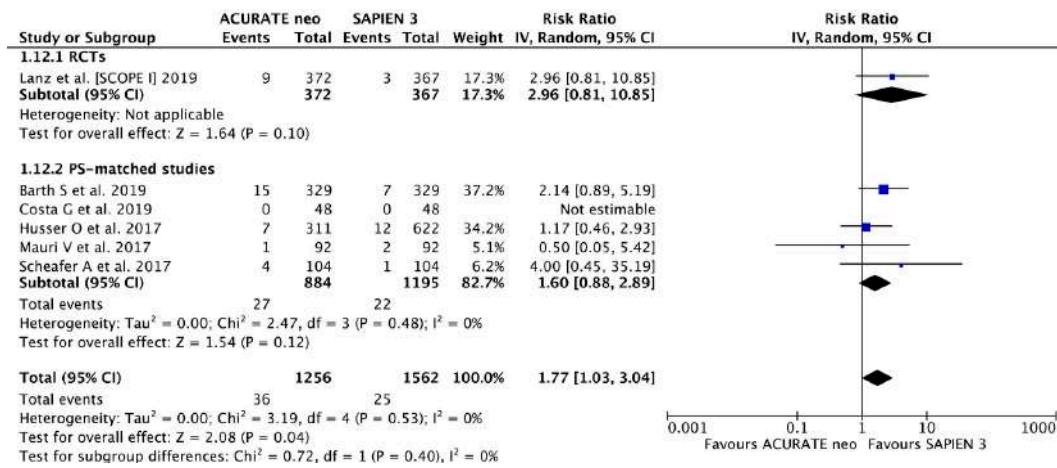 ACURATE neo SAPIEN 3 Risk Ratio Risk Ratio
Study or Subgroup Events Total Events Total Weight IV, Random, 95% CI IV, Random, 95% CI
1.12.1 RCTs
Lanz et al. [SCOPE I] 2019 9 372 3 367 17.3% 2.96 [0.81, 10.85]
Subtotal (95% CI) 372 367 17.3% 2.96 [0.81, 10.85]
Heterogeneity: Not applicable
Test for overall effect: Z = 1.64 (P = 0.10)
1.12.2 PS-matched studies
Barth S et al. 2019 15 329 7 329 37.2% 2.14 [0.89, 5.19]
Costa G et al. 2019 0 48 0 48 Not estimable
Husser O et al. 2017 7 311 12 622 34.2% 1.17 [0.46, 2.93]
Mauri V et al. 2017 1 92 2 92 5.1% 0.50 [0.05, 5.42]
Scheafer A et al. 2017 4 104 1 104 6.2% 4.00 [0.45, 35.19]
Subtotal (95% CI) 884 1195 82.7% 1.60 [0.88, 2.89]
Total events 27 22
Heterogeneity: Tau² = 0.00; Chi² = 2.47, df = 3 (P = 0.48); I² = 0%
Test for overall effect: Z = 1.54 (P = 0.12)
Total (95% CI) 1256 1562 100.0% 1.77 [1.03, 3.04]
Total events 36 25
Heterogeneity: Tau² = 0.00; Chi² = 3.19, df = 4 (P = 0.53); I² = 0%
Test for overall effect: Z = 2.08 (P = 0.04)
Test for subgroup differences: Chi² = 0.72, df = 1 (P = 0.40), I² = 0%
0.001 0.1 1 10 1000
Favours ACURATE neo Favours SAPIEN 3